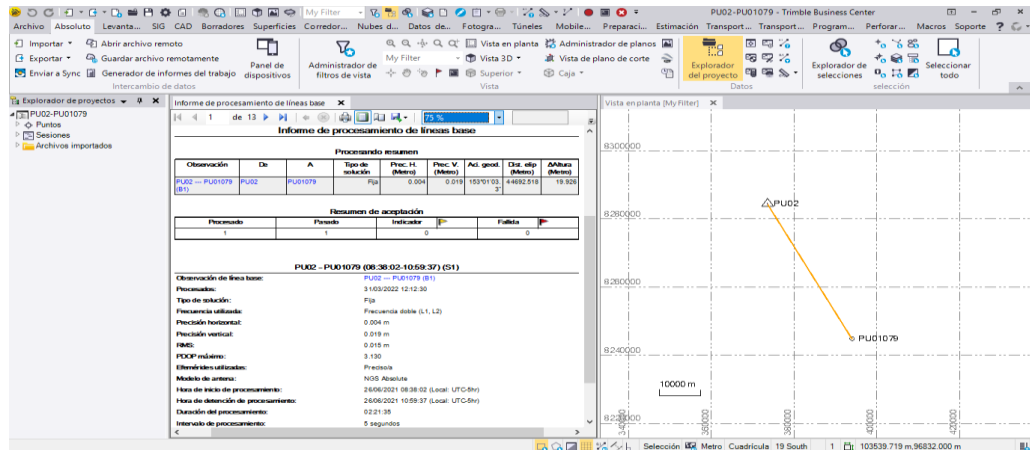 My Filter
PU02-PU01079 - Trimble Business Center
Archivo Absoluto Levanta... SIG CAD Borradores Superficies Corredor... Nubes d... Datos de... Fotogra... Túneles Mobile... Preparaci... Estimación Transport... Transport... Program... Perforar... Macros Soporte
Importar
Exportar
Enviar a Sync
Abrir archivo remoto
Guardar archivo remotamente
Generador de informes del trabajo
Panel de dispositivos
Intercambio de datos
Administrador de filtros de vista
My Filter
Vista en planta
Vista 3D
Superior
Administrador de planos
Vista de plano de corte
Caja
Vista
Explorador del proyecto
Datos
Explorador de selecciones
Seleccionar todo
selección
Explorador de proyectos
PU02-PU01079
Puntos
Sesiones
Archivos importados
Informe de procesamiento de líneas base
1 de 13 75 %
Informe de procesamiento de líneas base
Procesando resumen
Observación De A Tipo de solución Prec. H. (Metro) Prec. V. (Metro) Aci. geod. Dist. elip (Metro) ΔAltura (Metro)
PU02 --- PU01079 (B1) PU02 PU01079 Fija 0.004 0.019 153°01'03.3" 44692.518 19.926
Resumen de aceptación
Procesado Pasado Indicador Fallida
1 1 0 0
PU02 - PU01079 (08:38:02-10:59:37) (S1)
Observación de línea base: PU02 --- PU01079 (B1)
Procesados: 31/03/2022 12:12:30
Tipo de solución: Fija
Frecuencia utilizada: Frecuencia doble (L1, L2)
Precisión horizontal: 0.004 m
Precisión vertical: 0.019 m
RMS: 0.015 m
PDOP máximo: 3.130
Efemérides utilizadas: Preciso/a
Modelo de antena: NGS Absolute
Hora de inicio de procesamiento: 26/06/2021 08:38:02 (Local: UTC-5hr)
Hora de detención de procesamiento: 26/06/2021 10:59:37 (Local: UTC-5hr)
Duración del procesamiento: 02:21:35
Intervalo de procesamiento: 5 segundos
Vista en planta [My Filter]
8300000
8280000
8260000
8240000
8220000
PU02
PU01079
10000 m
340000
360000
380000
400000
420000
Selección Metro Cuadrícula 19 South 1 103539.719 m,96832.000 m